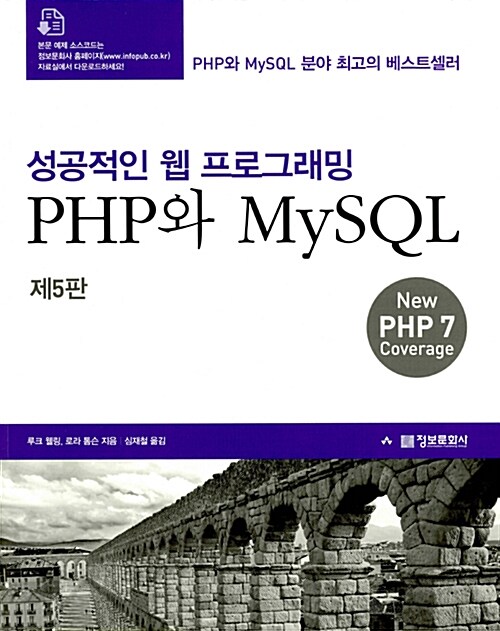 본문 예제 소스코드는
정보문화사 홈페이지(www.infopub.co.kr)
자료실에서 다운로드하세요!
PHP와 MySQL 분야 최고의 베스트셀러
성공적인 웹 프로그래밍
PHP와 MySQL
제5판
New
PHP 7
Coverage
루크 웰링, 로라 톰슨 지음 | 심재철 옮김
정보문화사